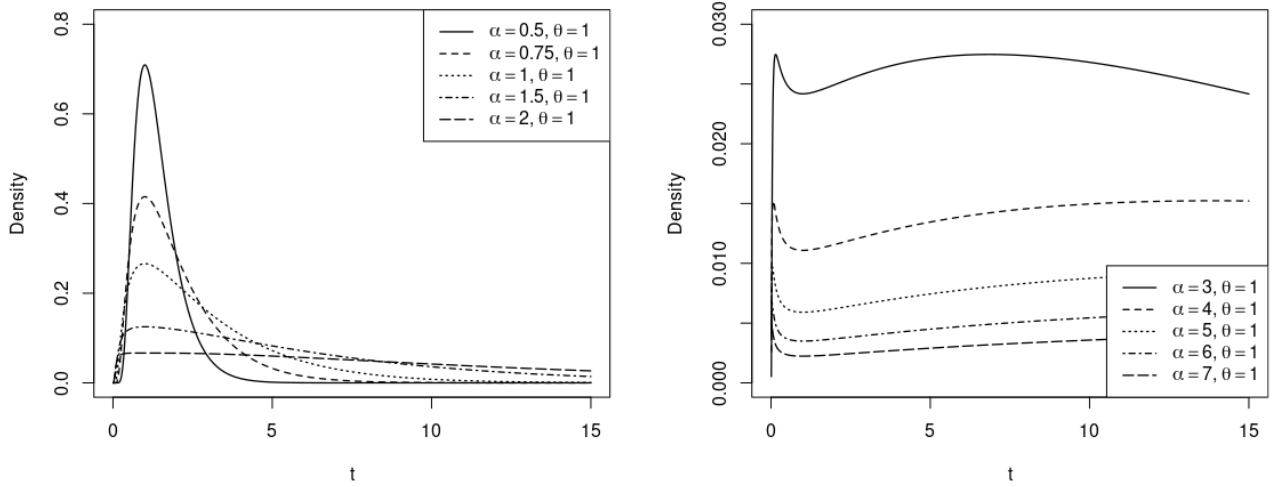 0.8
0.6
0.4
0.2
0.0
Density
0
5
10
15
t
α = 0.5, θ = 1
α = 0.75, θ = 1
α = 1, θ = 1
α = 1.5, θ = 1
α = 2, θ = 1
0.030
0.020
0.010
0.000
Density
0
5
10
15
t
α = 3, θ = 1
α = 4, θ = 1
α = 5, θ = 1
α = 6, θ = 1
α = 7, θ = 1